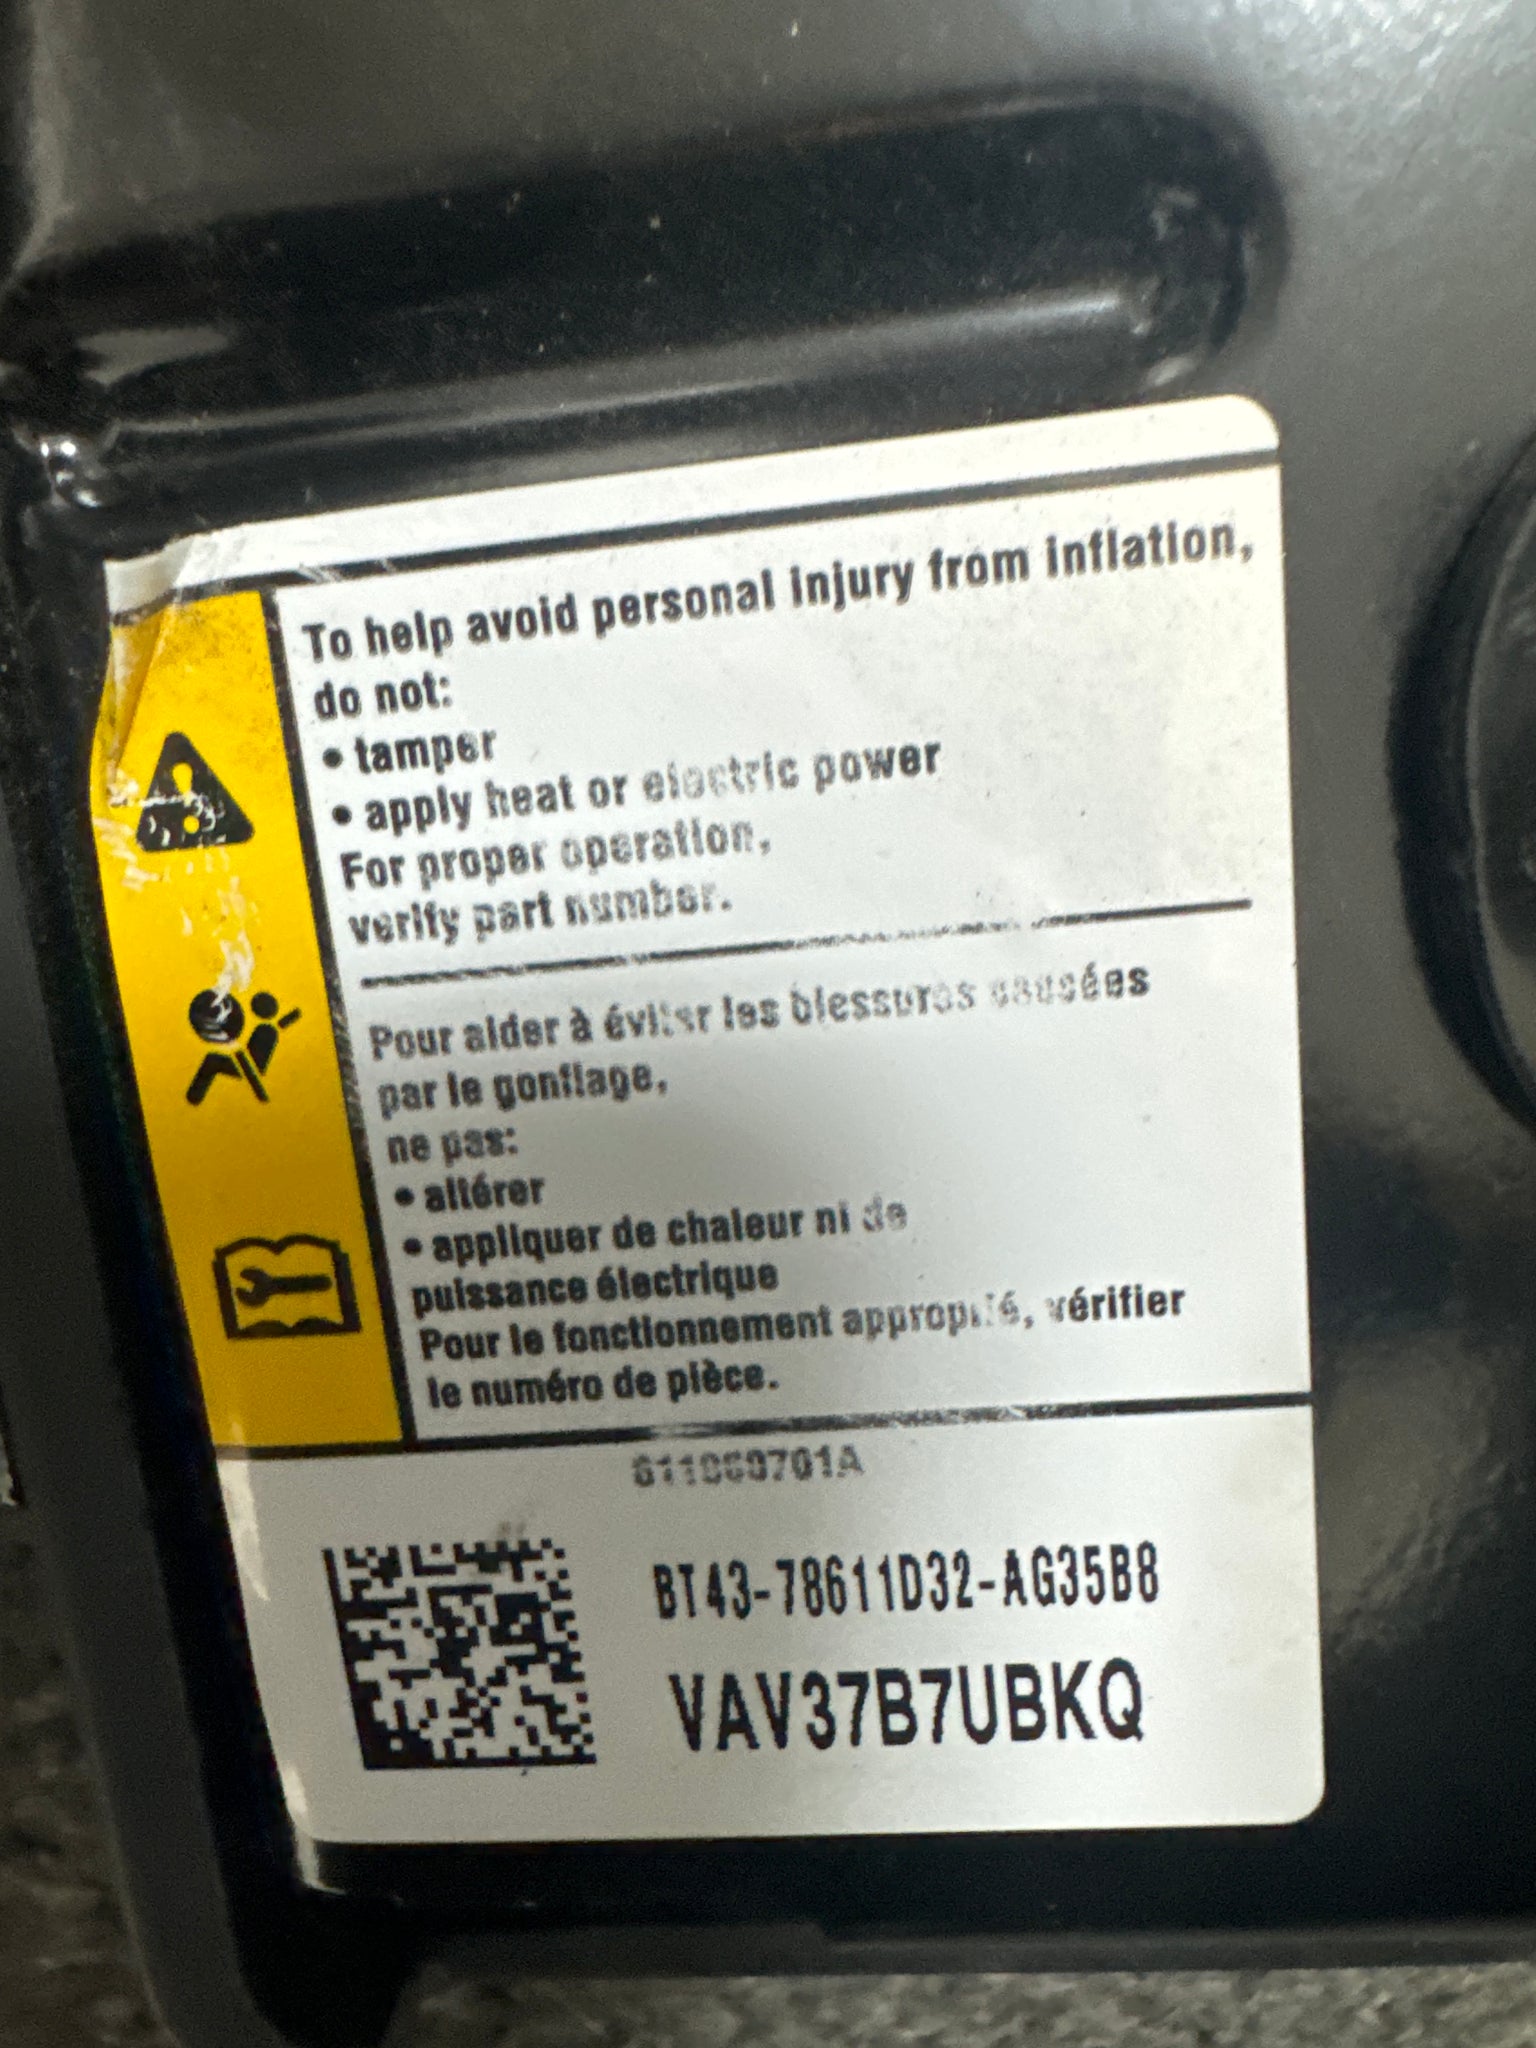 To help avoid personal injury from inflation,
do not:
• tamper
• apply heat or electric power
For proper operation,
verify part number.
Pour aider à éviter les blessures causées
par le gonflage,
ne pas:
• altérer
• appliquer de chaleur ni de
puissance électrique
Pour le fonctionnement approprié, vérifier
le numéro de pièce.
BT43-78611D32-AG35B8
VAV37B7UBKQ